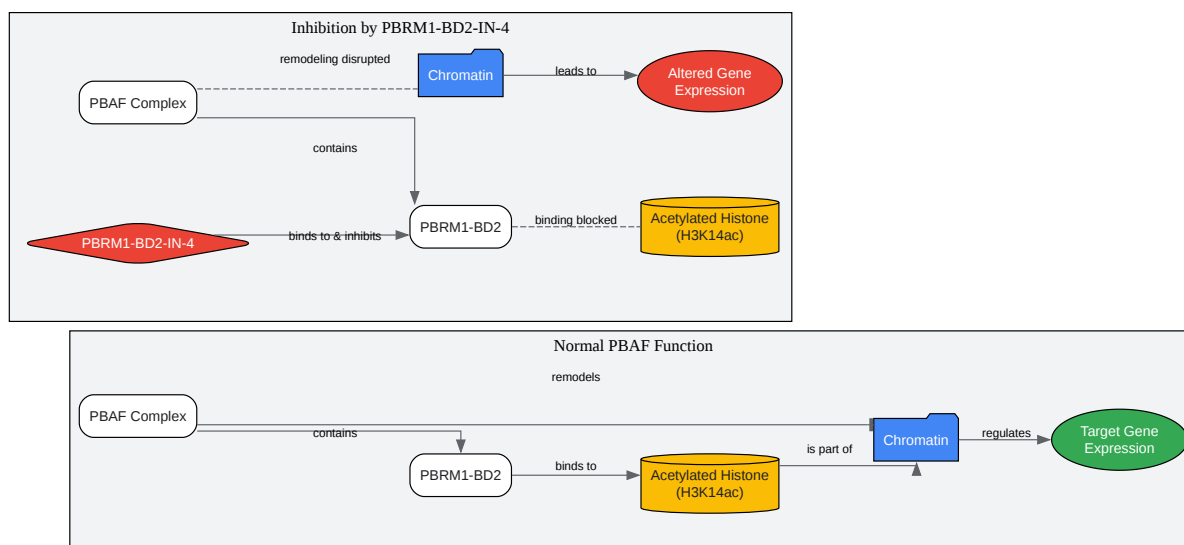 Inhibition by PBRM1-BD2-IN-4
remodeling disrupted
Chromatin
leads to
Altered Gene
Expression
PBAF Complex
contains
PBRM1-BD2-IN-4
binds to & inhibits
PBRM1-BD2
binding blocked
Acetylated Histone
(H3K14ac)
Normal PBAF Function
remodels
PBAF Complex
contains
PBRM1-BD2
binds to
Acetylated Histone
(H3K14ac)
is part of
Chromatin
regulates
Target Gene
Expression